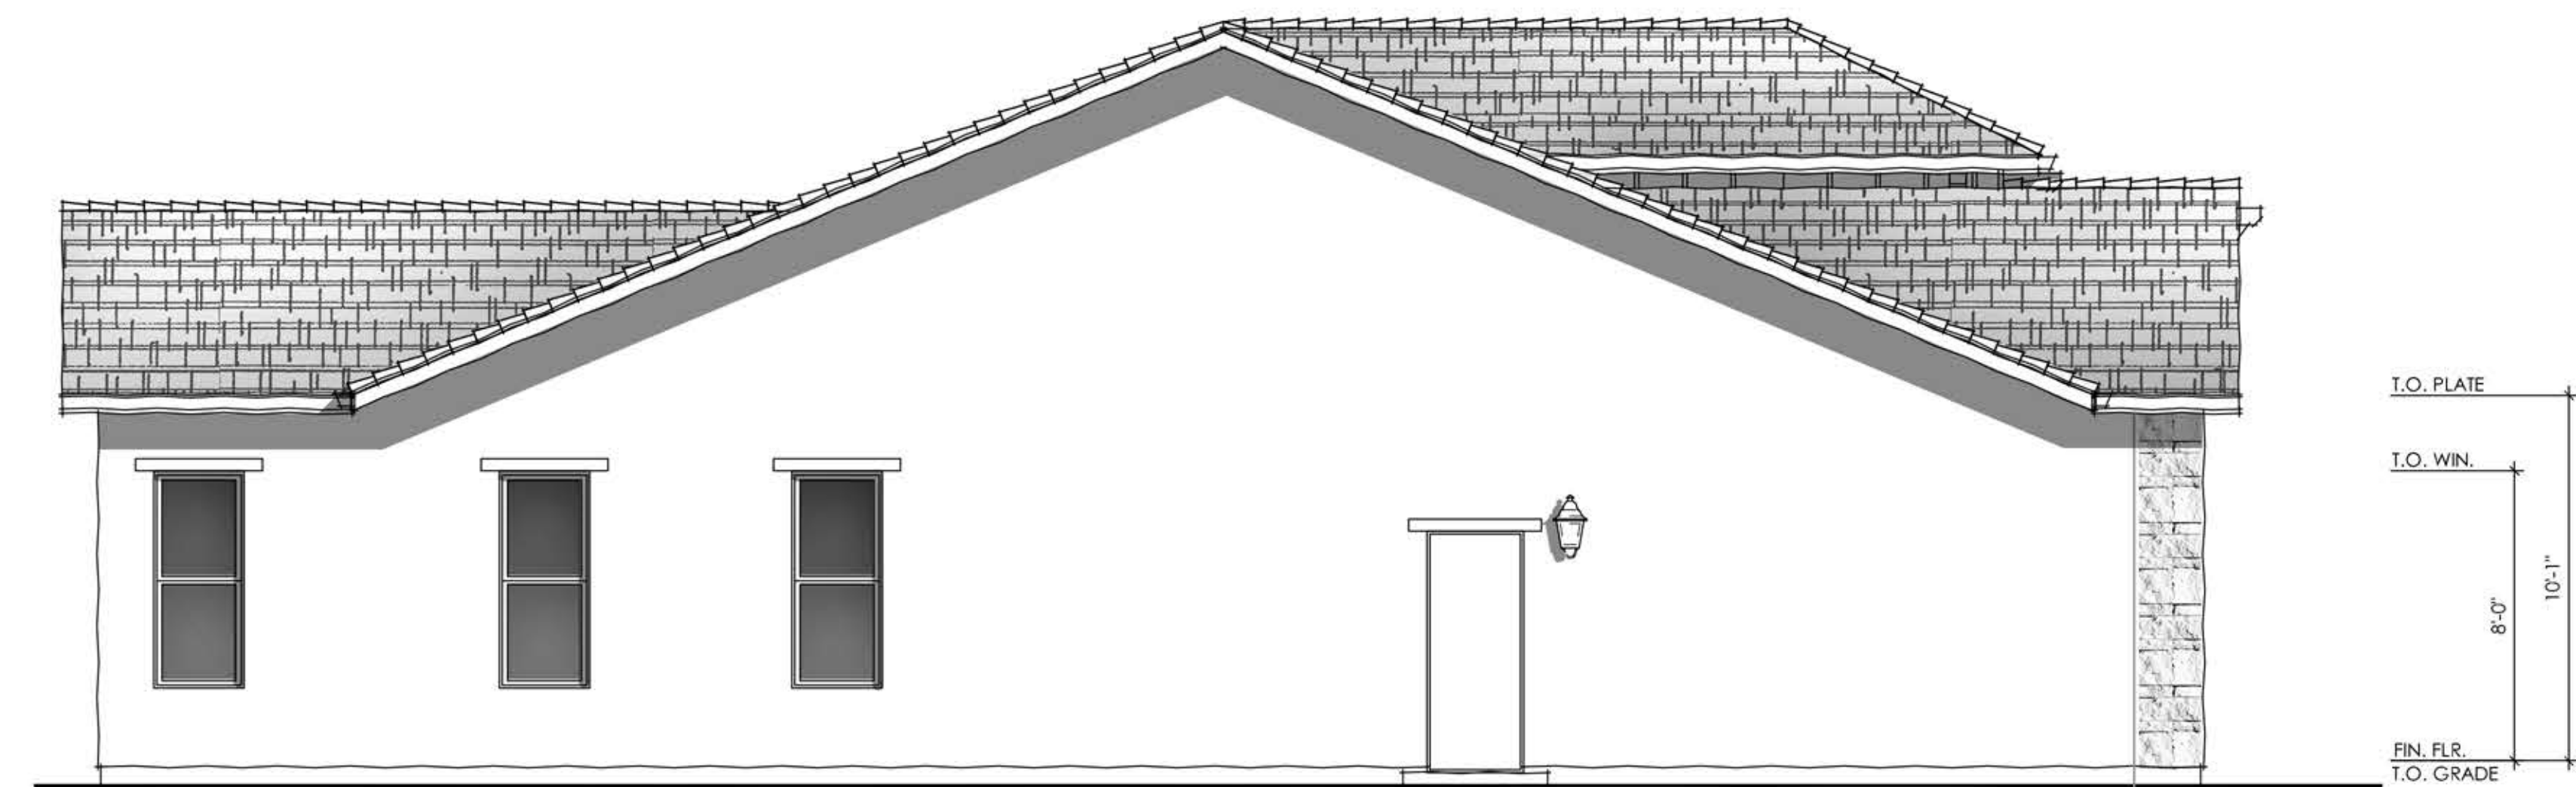 T.O. PLATE
T.O. WIN.
8'-0"
10'-1"
FIN. FLR.
T.O. GRADE